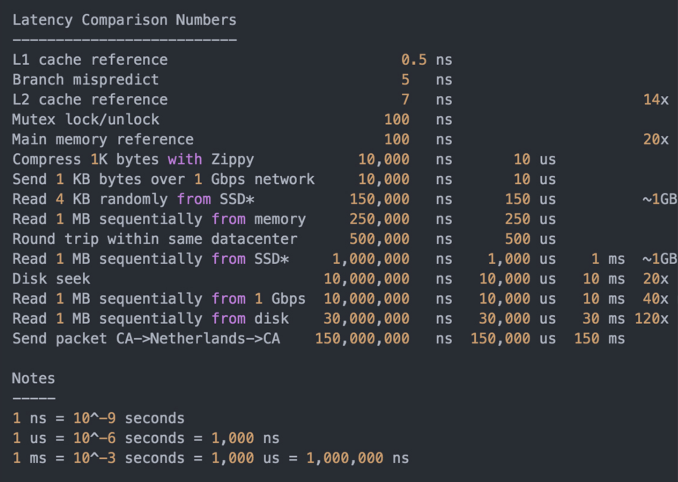 Latency Comparison Numbers
--------------------------
L1 cache reference 0.5 ns
Branch mispredict 5 ns
L2 cache reference 7 ns 14x
Mutex lock/unlock 100 ns
Main memory reference 100 ns 20x
Compress 1K bytes with Zippy 10,000 ns 10 us
Send 1 KB bytes over 1 Gbps network 10,000 ns 10 us
Read 4 KB randomly from SSD* 150,000 ns 150 us ~1GB
Read 1 MB sequentially from memory 250,000 ns 250 us
Round trip within same datacenter 500,000 ns 500 us
Read 1 MB sequentially from SSD* 1,000,000 ns 1,000 us 1 ms ~1GB
Disk seek 10,000,000 ns 10,000 us 10 ms 20x
Read 1 MB sequentially from 1 Gbps 10,000,000 ns 10,000 us 10 ms 40x
Read 1 MB sequentially from disk 30,000,000 ns 30,000 us 30 ms 120x
Send packet CA->Netherlands->CA 150,000,000 ns 150,000 us 150 ms
Notes
-----
1 ns = 10^-9 seconds
1 us = 10^-6 seconds = 1,000 ns
1 ms = 10^-3 seconds = 1,000 us = 1,000,000 ns